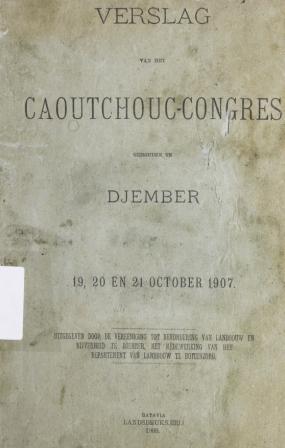 VERSLAG
VAN HET
CAOUTCHOUC-CONGRES
GEHOUDEN TE
DJEMBER
19, 20 EN 21 OCTOBER 1907.
UITGEGEVEN DOOR DE VEREENIGING TOT BEVORDERING VAN LANDBOUW EN
NIJVERHEID TE DJEMBER, MET MEDEWERKING VAN HET
DEPARTEMENT VAN LANDBOUW TE BUITENZORG.
BATAVIA
LANDSDRUKKERIJ
1908.